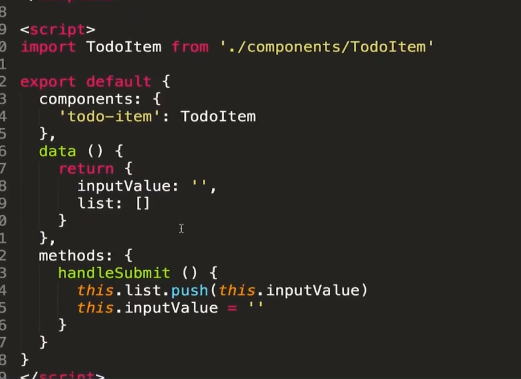 8
9 <script>
0 import TodoItem from './components/TodoItem'
1
2 export default {
3   components: {
4     'todo-item': TodoItem
5   },
6   data () {
7     return {
8       inputValue: '',
9       list: []
0     }
1   },
2   methods: {
3     handleSubmit () {
4       this.list.push(this.inputValue)
5       this.inputValue = ''
6     }
7   }
8 }
9 </script>